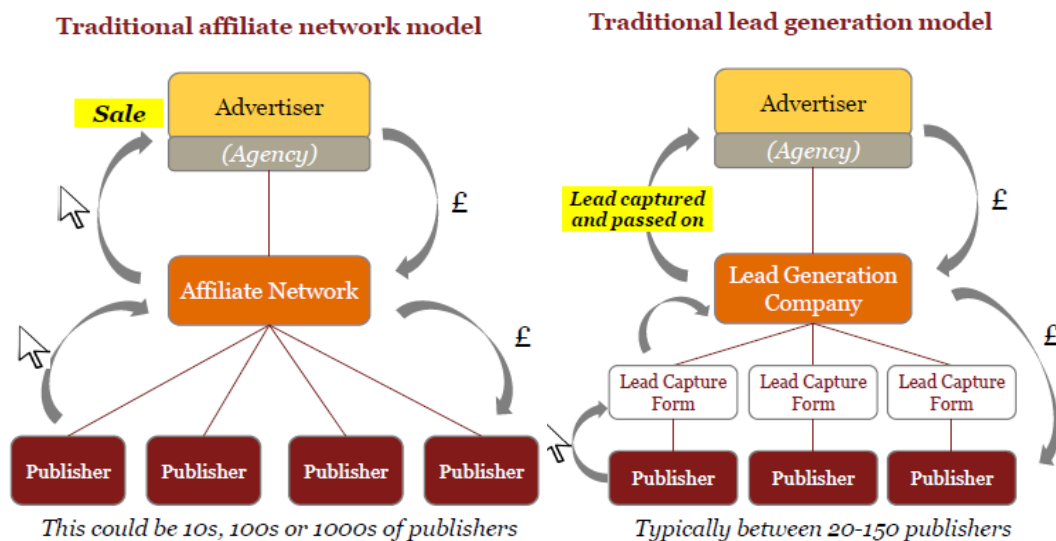 Traditional affiliate network model
Sale
Advertiser
(Agency)
£
Affiliate Network
£
Publisher
Publisher
Publisher
Publisher
This could be 10s, 100s or 1000s of publishers
Traditional lead generation model
Advertiser
(Agency)
Lead captured
and passed on
£
Lead Generation
Company
£
Lead Capture
Form
Lead Capture
Form
Lead Capture
Form
Publisher
Publisher
Publisher
Typically between 20-150 publishers